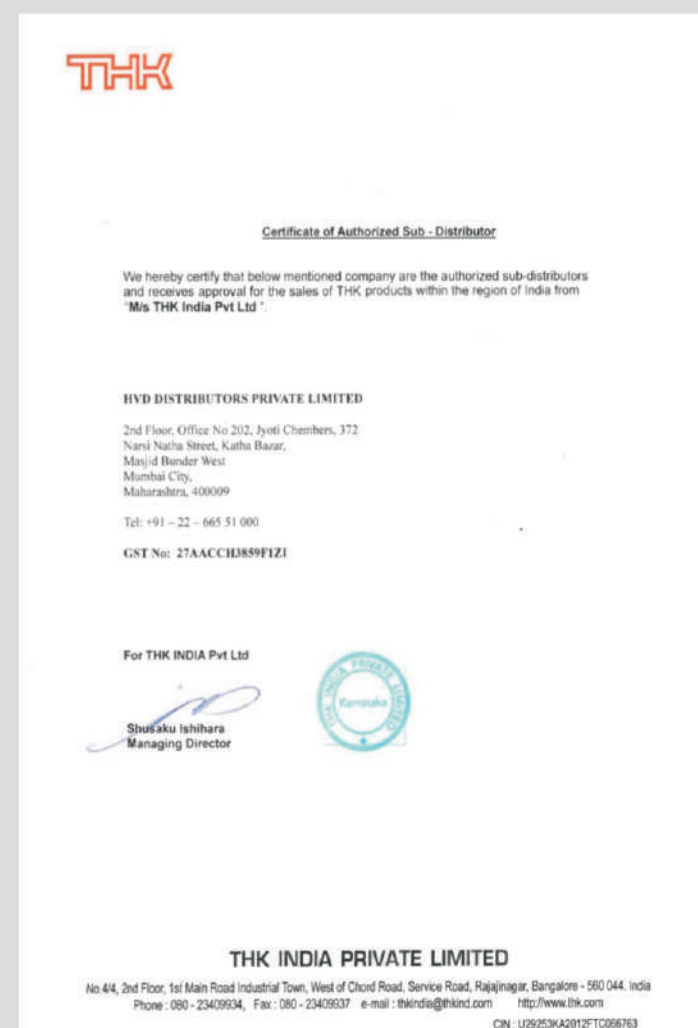 THK
Certificate of Authorized Sub - Distributor
We hereby certify that below mentioned company are the authorized sub-distributors
and receives approval for the sales of THK products within the region of India from
"M/s THK India Pvt Ltd ".
HVD DISTRIBUTORS PRIVATE LIMITED
2nd Floor, Office No 202, Jyoti Chembers, 372
Narsi Natha Street, Katha Bazar,
Masjid Bunder West
Mumbai City,
Maharashtra, 400009
Tel: +91 – 22 – 665 51 000
GST No: 27AACCH3859F1ZI
For THK INDIA Pvt Ltd
THK INDIA PRIVATE LIMITED
Karnataka
Shusaku Ishihara
Managing Director
THK INDIA PRIVATE LIMITED
No.4/4, 2nd Floor, 1st Main Road Industrial Town, West of Chord Road, Service Road, Rajajinagar, Bangalore - 560 044. India
Phone : 080 - 23409934, Fax : 080 - 23409937 e-mail : thkindia@thkind.com http://www.thk.com
CIN : U29253KA2012FTC066763